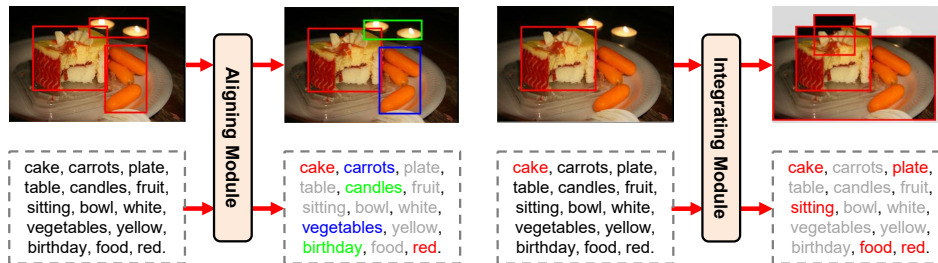 cake, carrots, plate,
table, candles, fruit,
sitting, bowl, white,
vegetables, yellow,
birthday, food, red.
Aligning Module
cake, carrots, plate,
table, candles, fruit,
sitting, bowl, white,
vegetables, yellow,
birthday, food, red.
cake, carrots, plate,
table, candles, fruit,
sitting, bowl, white,
vegetables, yellow,
birthday, food, red.
Integrating Module
cake, carrots, plate,
table, candles, fruit,
sitting, bowl, white,
vegetables, yellow,
birthday, food, red.